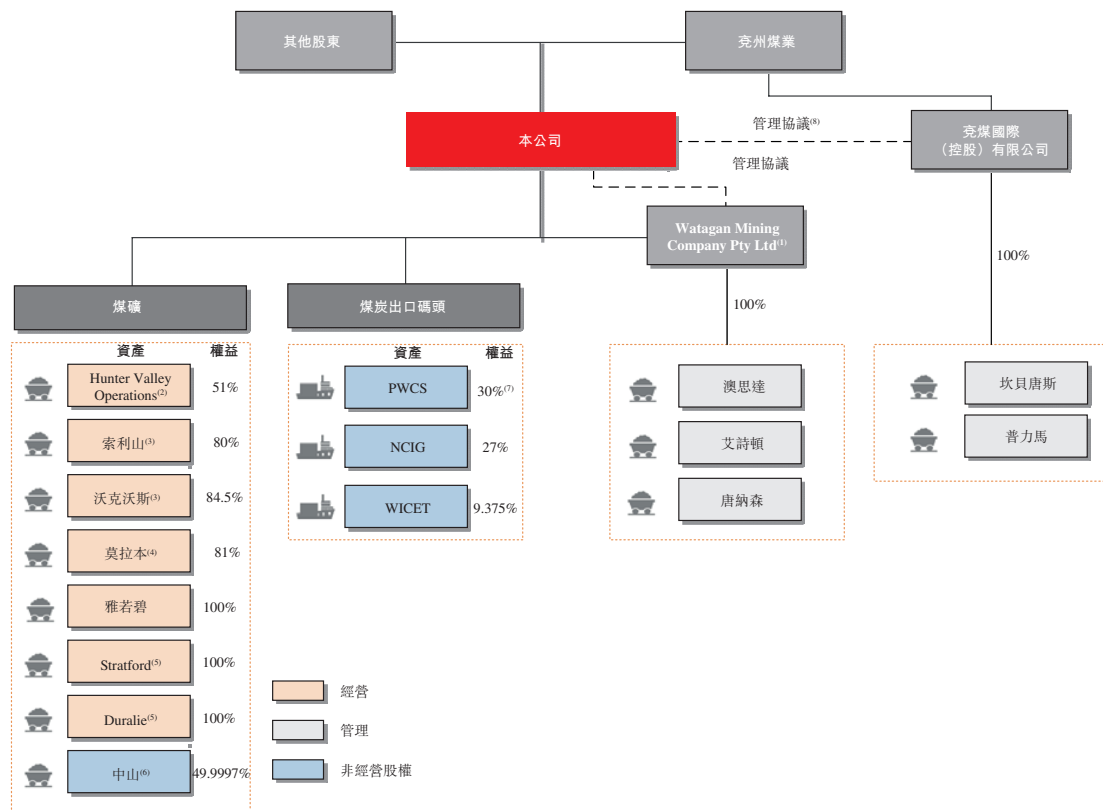 其他股東
兗州煤業
本公司
管理協議(8)
兗煤國際
（控股）有限公司
管理協議
Watagan Mining
Company Pty Ltd(1)
100%
100%
煤礦
煤炭出口碼頭
資產 權益
Hunter Valley
Operations(2)
51%
索利山(3)
80%
沃克沃斯(3)
84.5%
莫拉本(4)
81%
雅若碧
100%
Stratford(5)
100%
Duralie(5)
100%
中山(6)
49.9997%
資產 權益
PWCS
30%(7)
NCIG
27%
WICET
9.375%
澳思達
艾詩頓
唐納森
坎貝唐斯
普力馬
經營
管理
非經營股權